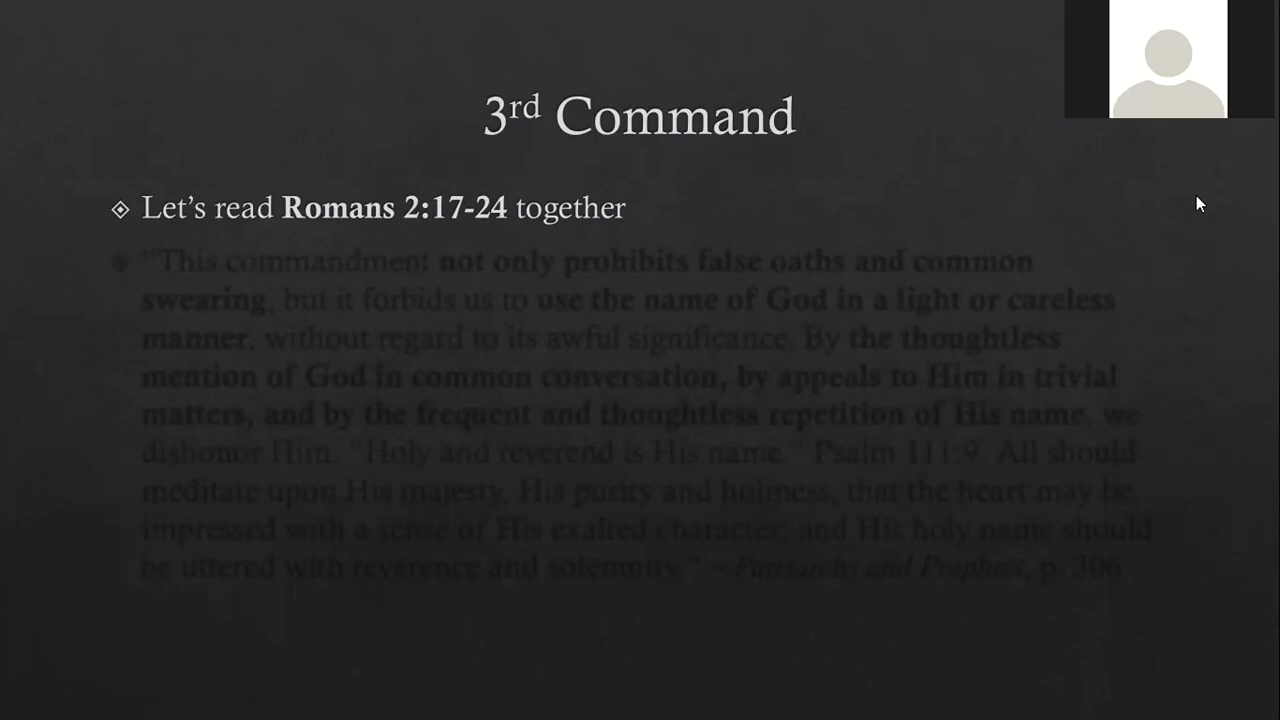 3rd Command
Let's read Romans 2:17-24 together
"This commandment not only prohibits false oaths and common
swearing, but it forbids us to use the name of God in a light or careless
manner, without regard to its awful significance. By the thoughtless
mention of God in common conversation, by appeals to Him in trivial
matters, and by the frequent and thoughtless repetition of His name, we
dishonor Him. "Holy and reverend is His name." Psalm 111:9. All should
meditate upon His majesty, His purity and holiness, that the heart may be
impressed with a sense of His exalted character; and His holy name should
be uttered with reverence and solemnity." – Patriarchs and Prophets, p. 306